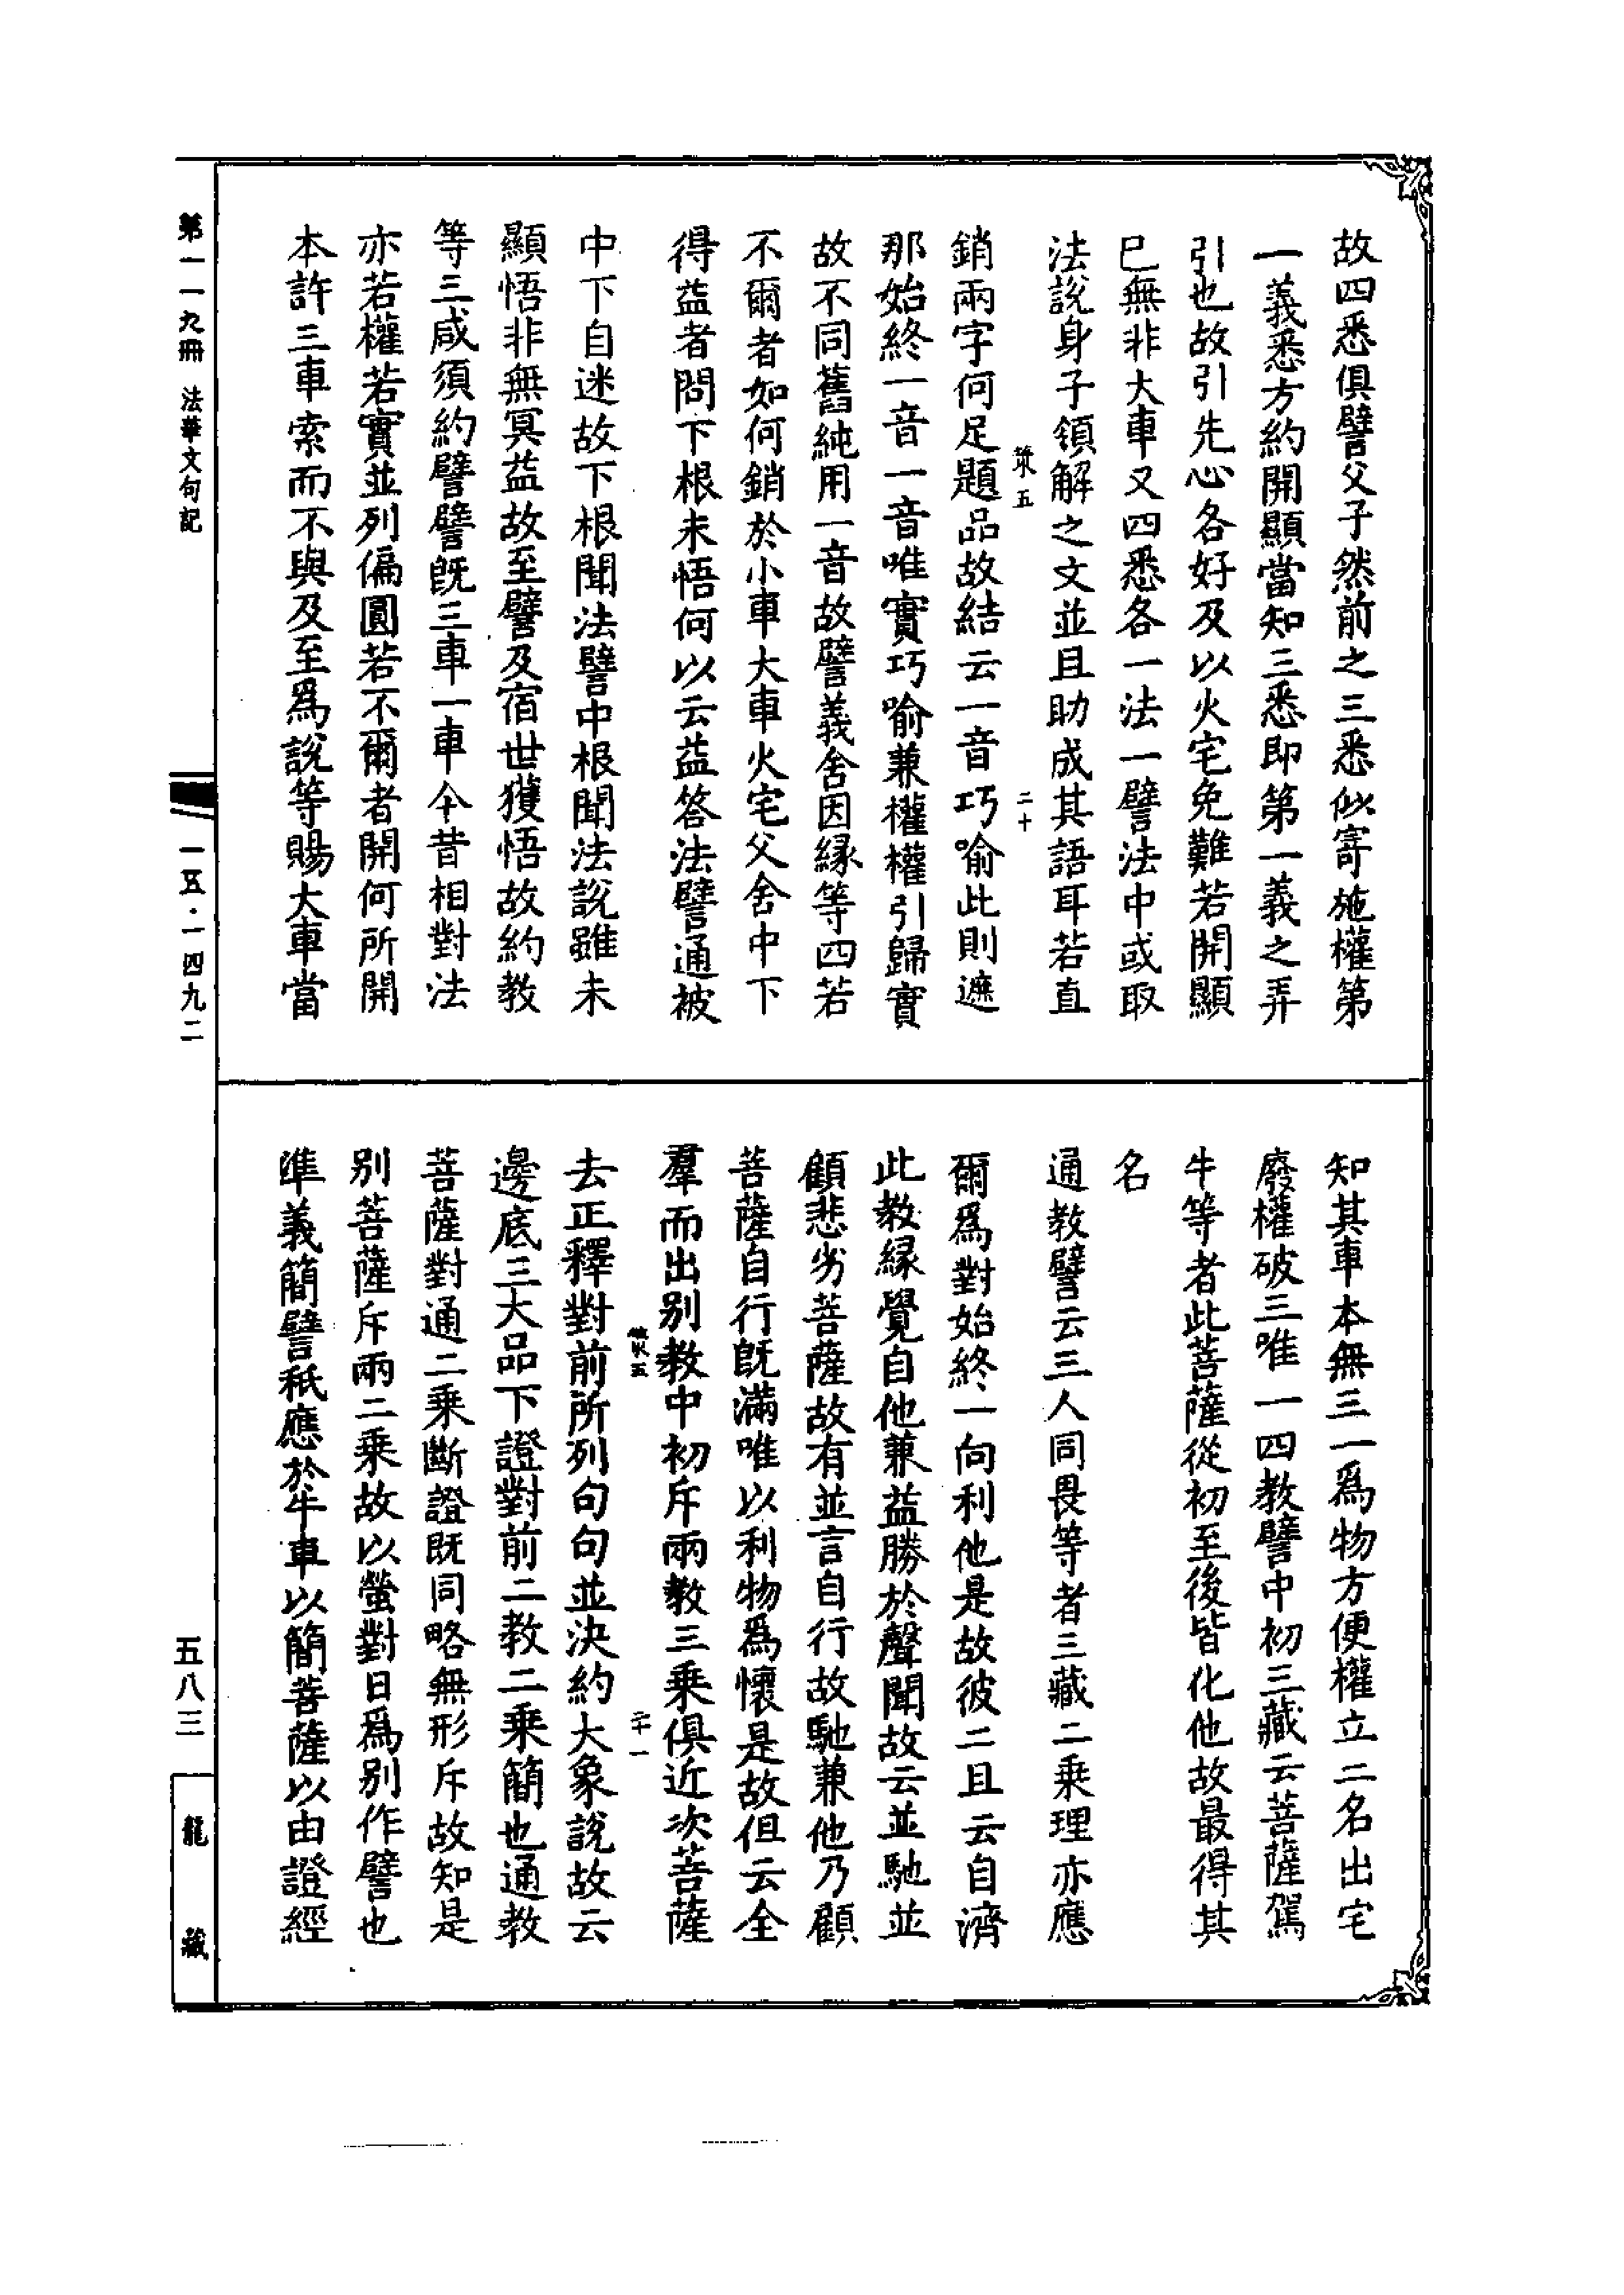 故四悉俱譬父子然前之三悉似寄施權第
一義悉方約開顯當知三悉即第一義之弄
引也故引先心各好及以火宅免難若開顯
已無非大車又四悉各一法一譬法中或取
法說身子領解之文並且助成其語耳若直
二十
銷兩字何足題品故結云一音巧喻此則遮
那始終一音一音唯實巧喻兼權權引歸實
故不同舊純用一音故譬義舍因緣等四若
不爾者如何銷於小車大車火宅父舍中下
得益者問下根未悟何以云益答法譬通被
中下自迷故下根聞法譬中根聞法說雖未
顯悟非無冥益故至譬及宿世獲悟故約教
等三咸須約譬譬既三車一車今昔相對法
亦若權若實並列偏圓若不爾者開何所開
本許三車索而不與及至爲說等賜大車當
知其車本無三一爲物方便權立二名出宅
廢權破三唯一四教譬中初三藏云菩薩駕
牛等者此菩薩從初至後皆化他故最得其
名
通教譬云三人同畏等者三藏二乘理亦應
爾爲對始終一向利他是故彼二且云自濟
此教緣覺自他兼益勝於聲聞故云並馳並
顧悲劣菩薩故有並言自行故馳兼他乃顧
菩薩自行既滿唯以利物爲懷是故但云全
羣而出別教中初斥兩教三乘俱近次菩薩
二十一
去正釋對前所列句句並決約大象說故云
邊底三大品下證對前二教二乘簡也通教
菩薩對通二乘斷證既同略無形斥故知是
別菩薩斥兩二乘故以螢對日爲別作譬也
準義簡譬秖應於牛車以簡菩薩以由證經
第一一九冊 法華文句記
一五·一四九二
五八三
龍藏